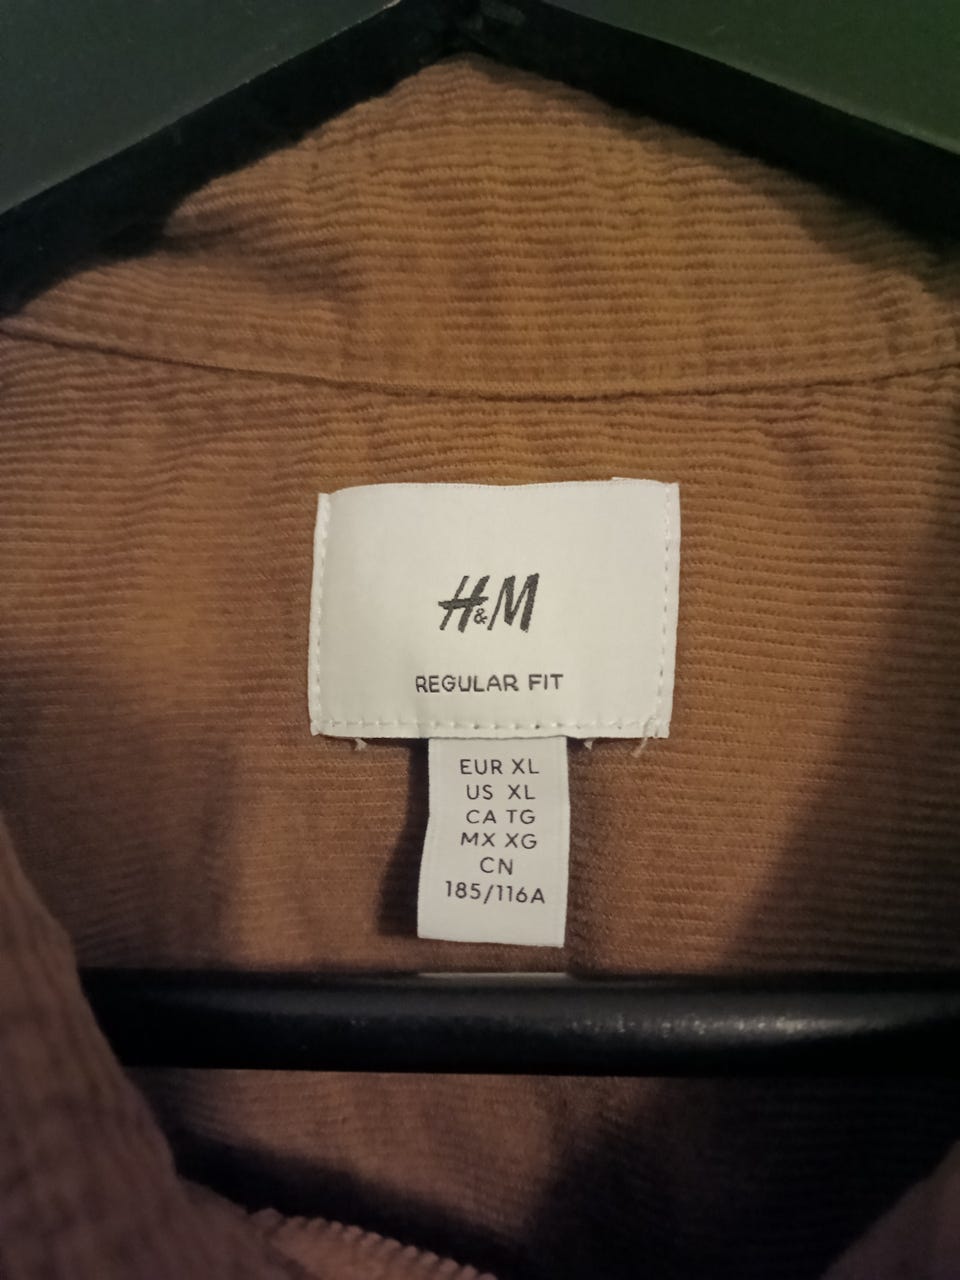 H&M
REGULAR FIT
EUR XL
US XL
CA TG
MX XG
CN
185/116A